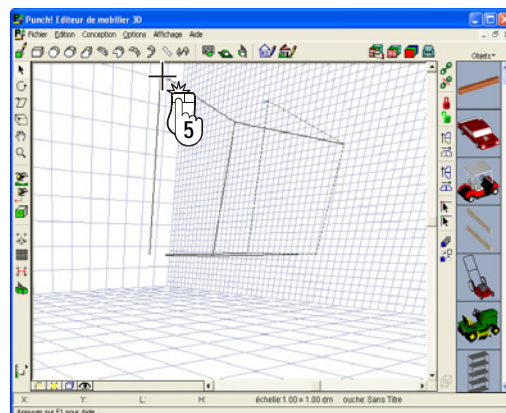 Punch! Editeur de mobilier 3D
Fichier Edition Conception Options Affichage Aide
Objets
5
X: Y: L: H: échelle:1.00 = 1.00 dm ouche: Sans Titre
Appuyer sur F1 pour Aide